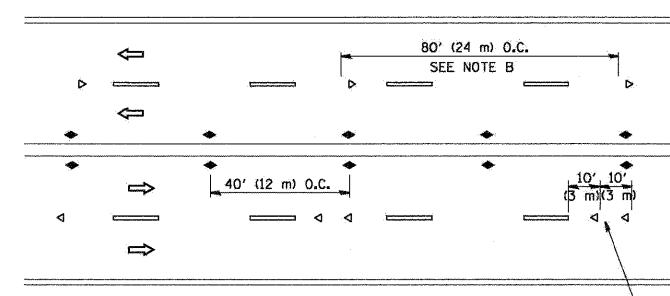 80' (24 m) O.C.
SEE NOTE B
40' (12 m) O.C.
10' 10'
(3 m)(3 m)